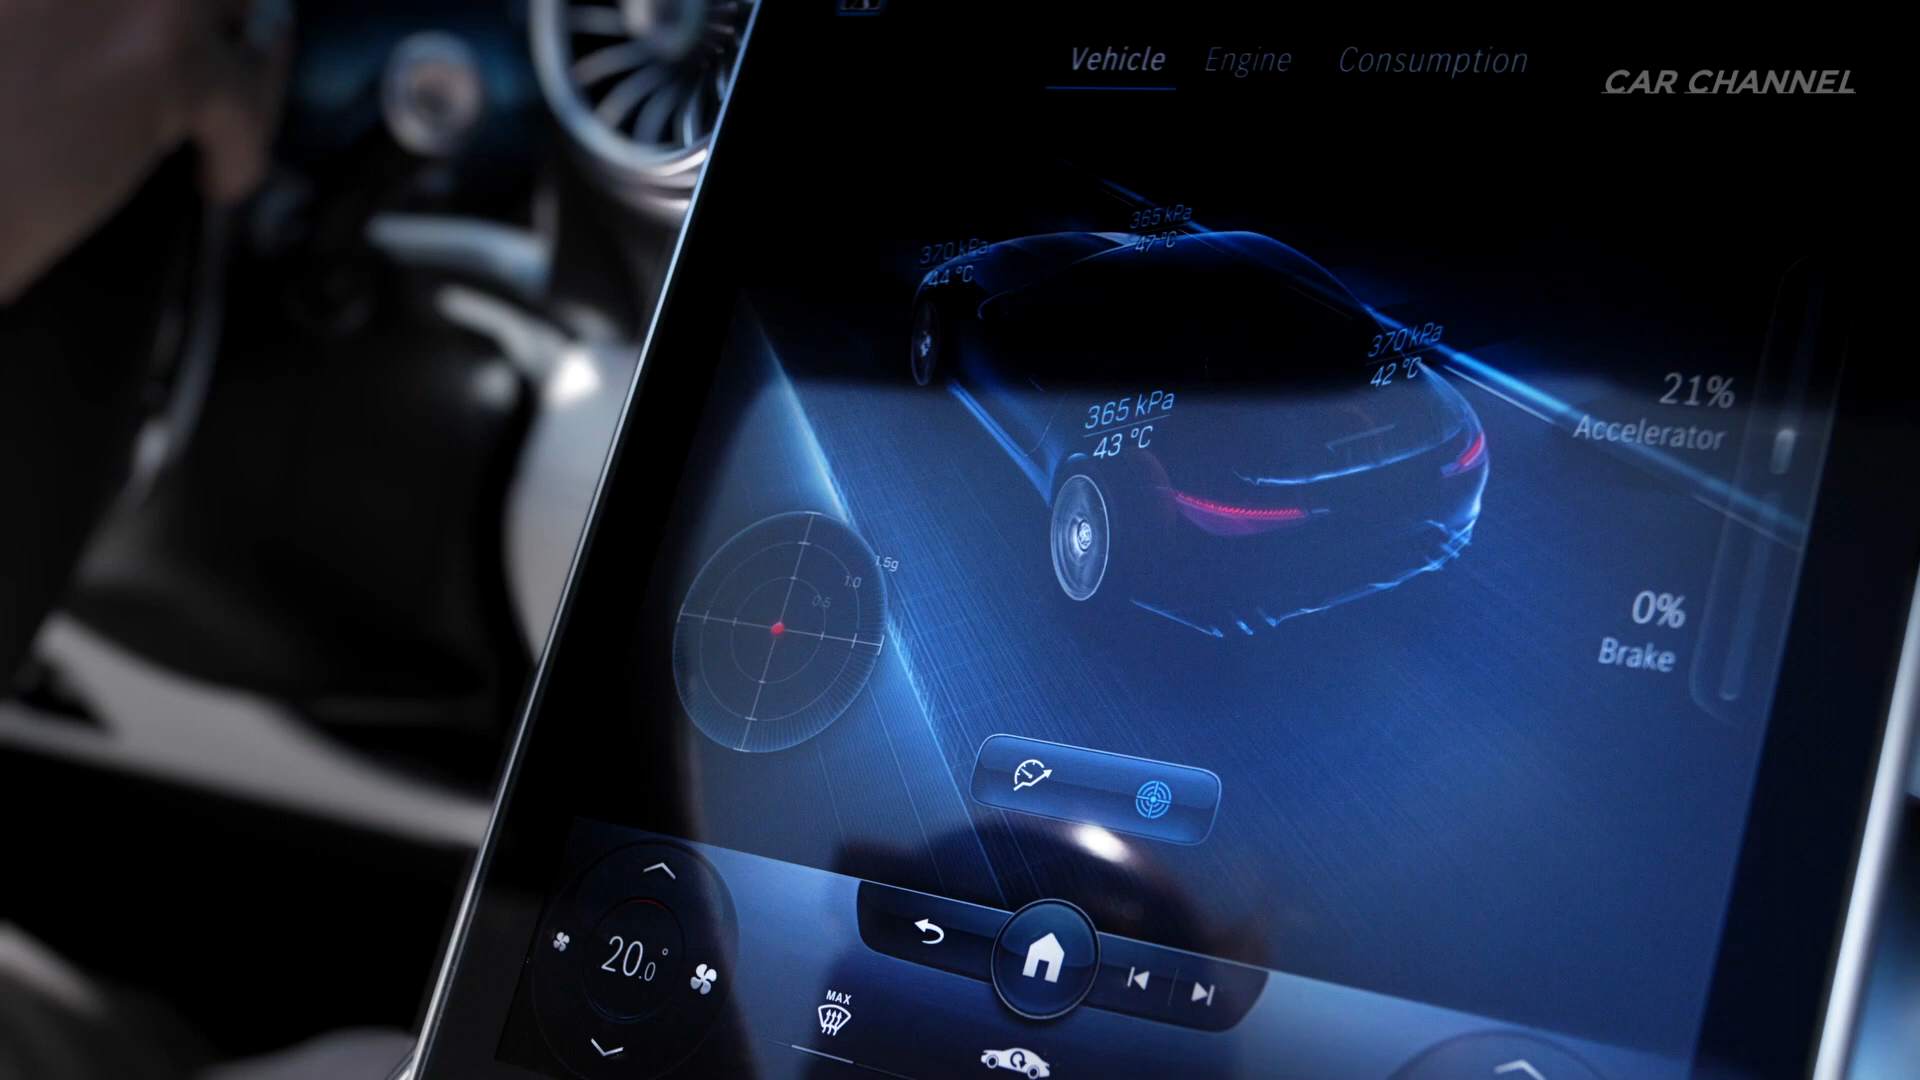 Vehicle Engine Consumption
CAR CHANNEL
365 kPa
47 °C
370 kPa
44 °C
370 kPa
42 °C
365 kPa
43 °C
21%
Accelerator
1.5g
1.0
0.5
0%
Brake
20.0°
MAX